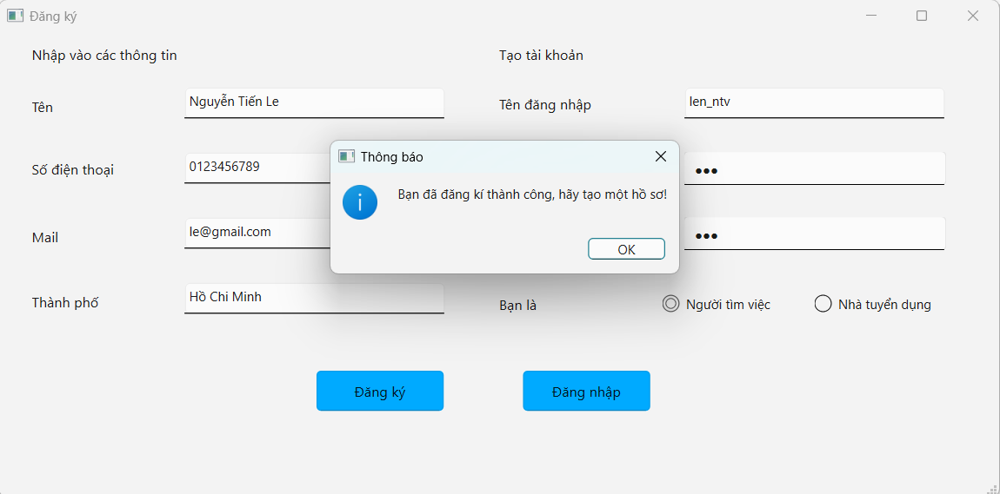 Đăng ký
Nhập vào các thông tin
Tạo tài khoản
Tên
Nguyễn Tiến Le
Tên đăng nhập
len_ntv
Số điện thoại
0123456789
•••
Thông báo
Bạn đã đăng kí thành công, hãy tạo một hồ sơ!
OK
Mail
le@gmail.com
•••
Thành phố
Hồ Chi Minh
Bạn là
Người tìm việc
Nhà tuyển dụng
Đăng ký
Đăng nhập